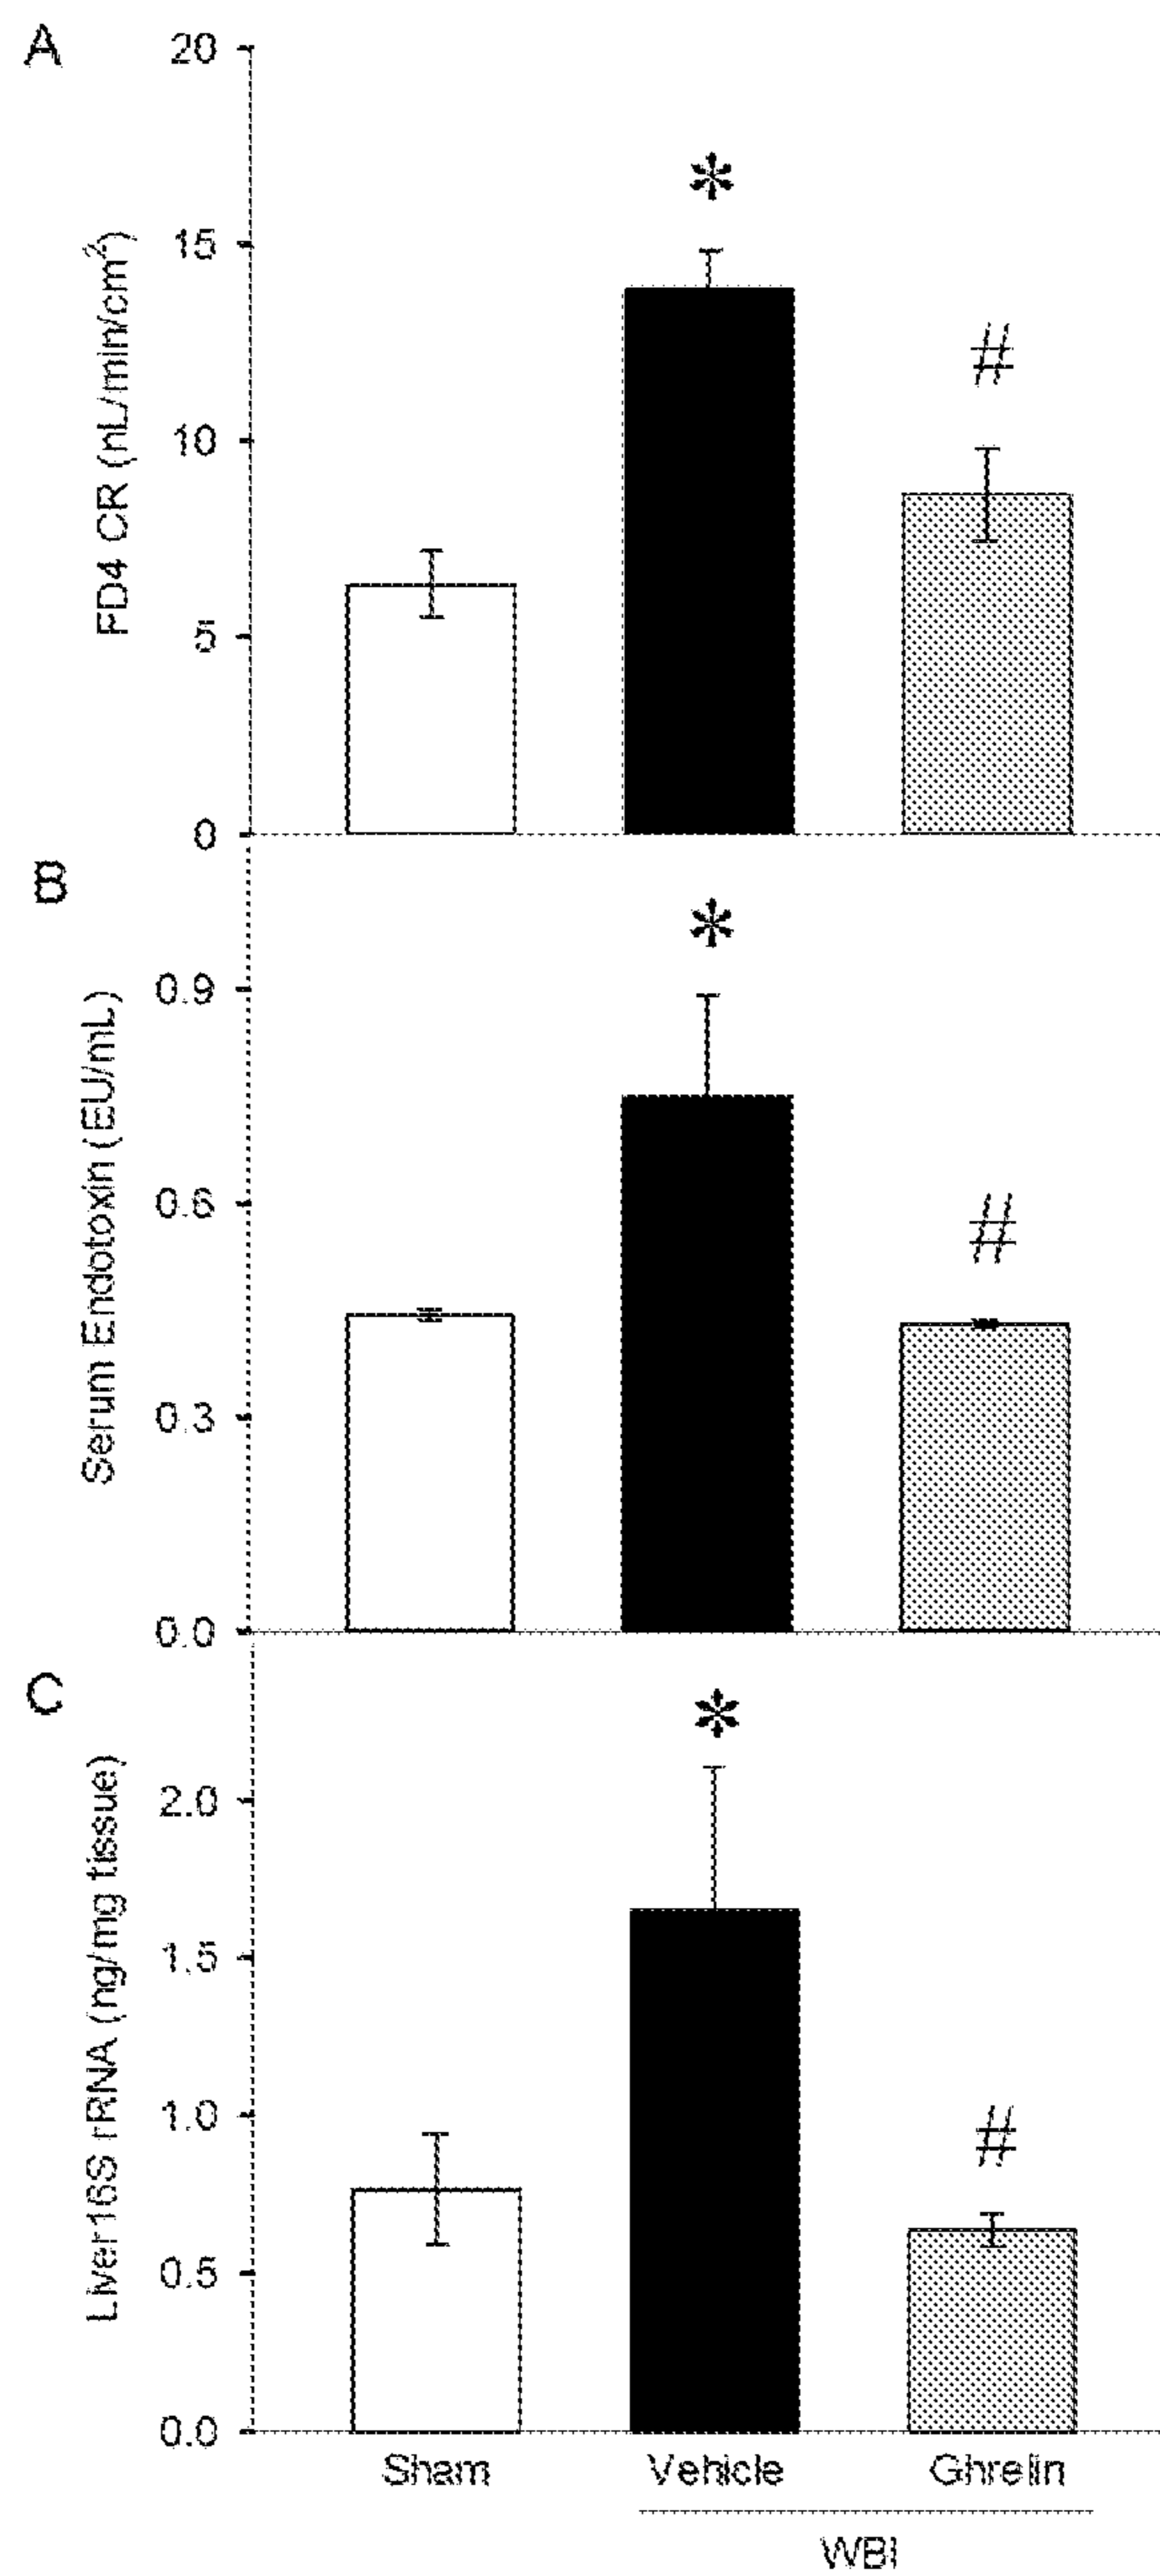 A
20
*
15
FD4 CR (nL/min/cm²)
#
10
5
0
B
*
0.9
Serum Endotoxin (EU/mL)
0.6
#
0.3
0.0
C
*
2.0
Liver16S rRNA (ng/mg tissue)
1.5
1.0
#
0.5
0.0
Sham Vehicle Ghrelin
WBI